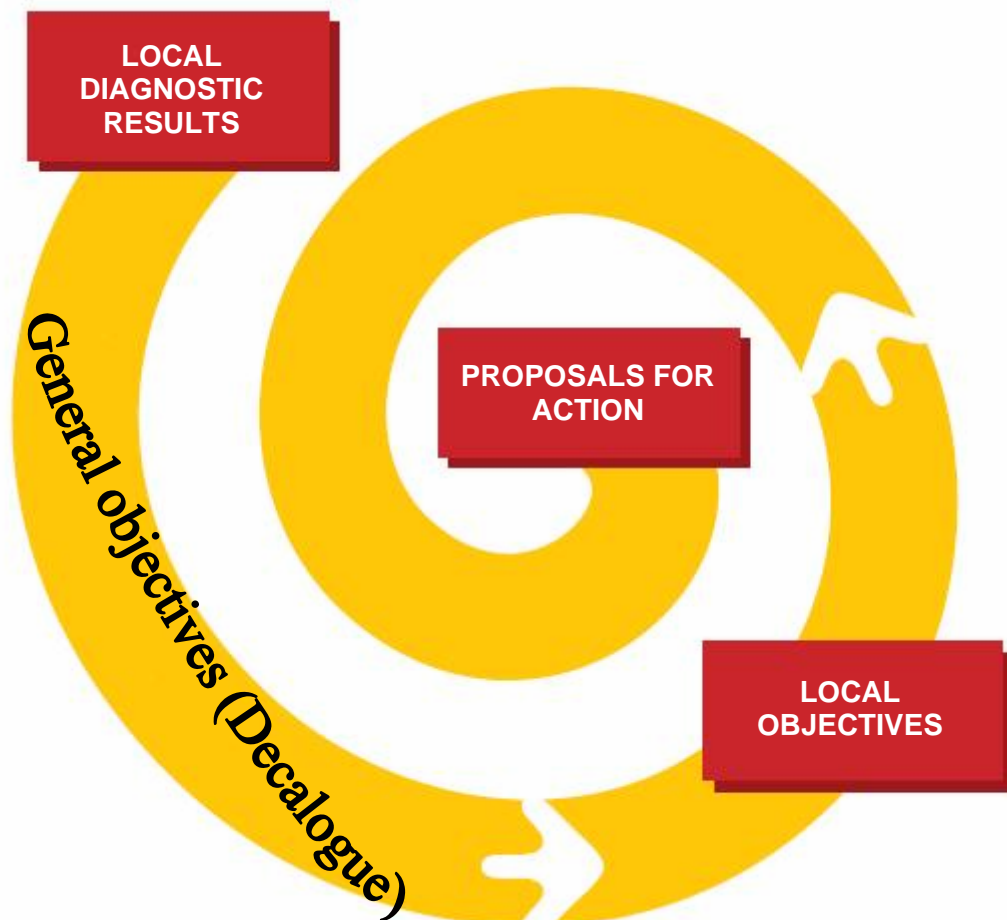 LOCAL
DIAGNOSTIC
RESULTS
General objectives (Decalogue)
PROPOSALS FOR
ACTION
LOCAL
OBJECTIVES